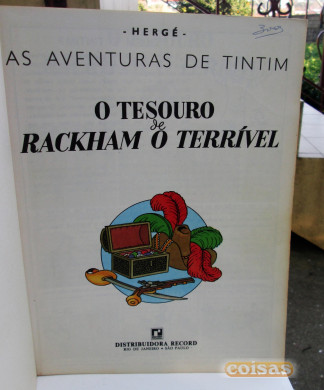 - HERGÉ -
AS AVENTURAS DE TINTIM
O TESOURO
de
RACKHAM O TERRÍVEL
DISTRIBUIDORA RECORD
RIO DE JANEIRO • SÃO PAULO
coisas